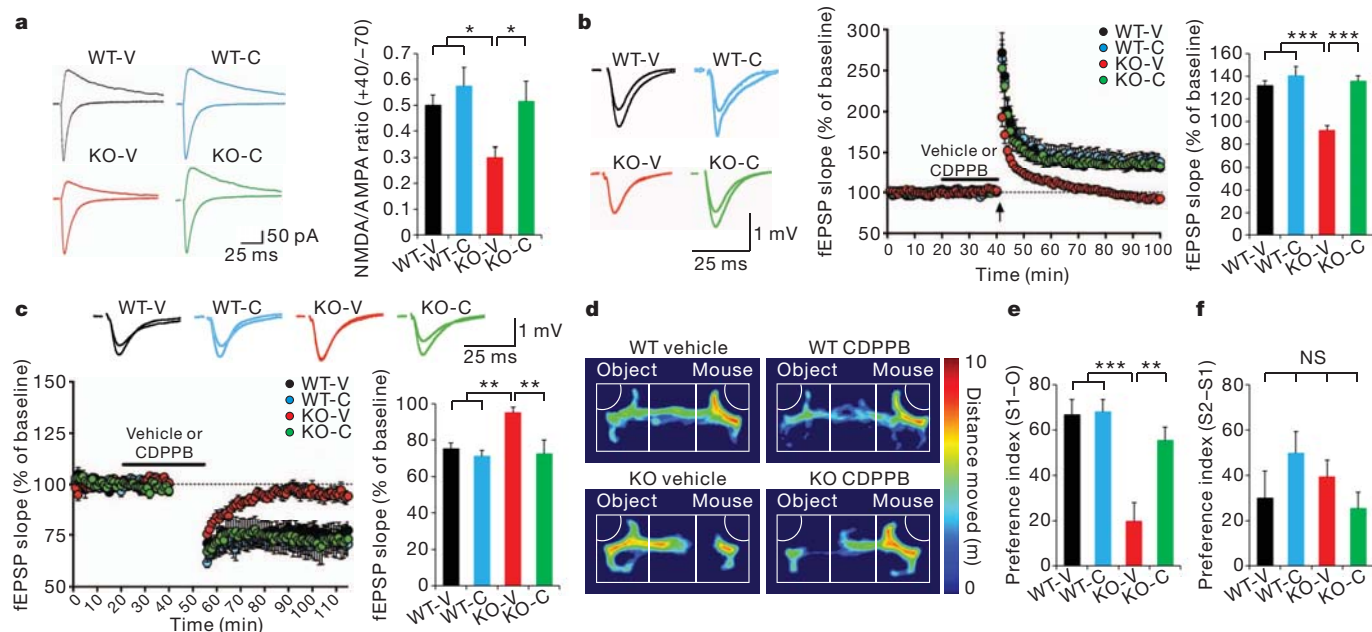 a
WT-V
WT-C
KO-V
KO-C
50 pA
25 ms
NMDA/AMPA ratio (+40/−70)
0.7
0.6
0.5
0.4
0.3
0.2
0.1
0
*
*
WT-V
WT-C
KO-V
KO-C
b
WT-V
WT-C
KO-V
KO-C
1 mV
25 ms
fEPSP slope (% of baseline)
300
250
200
150
100
50
WT-V
WT-C
KO-V
KO-C
Vehicle or
CDPPB
0 10 20 30 40 50 60 70 80 90 100
Time (min)
fEPSP slope (% of baseline)
160
140
120
100
80
60
40
20
0
***
***
WT-V
WT-C
KO-V
KO-C
c
WT-V
WT-C
KO-V
KO-C
1 mV
25 ms
fEPSP slope (% of baseline)
150
125
100
75
50
WT-V
WT-C
KO-V
KO-C
Vehicle or
CDPPB
0 10 20 30 40 50 60 70 80 90 100 110
Time (min)
fEPSP slope (% of baseline)
100
80
60
40
20
0
**
**
WT-V
WT-C
KO-V
KO-C
d
WT vehicle
Object Mouse
WT CDPPB
Object Mouse
KO vehicle
Object Mouse
KO CDPPB
Object Mouse
10
Distance moved (m)
0
e
Preference index (S1–O)
80
60
40
20
0
***
**
WT-V
WT-C
KO-V
KO-C
f
Preference index (S2–S1)
80
60
40
20
0
NS
WT-V
WT-C
KO-V
KO-C